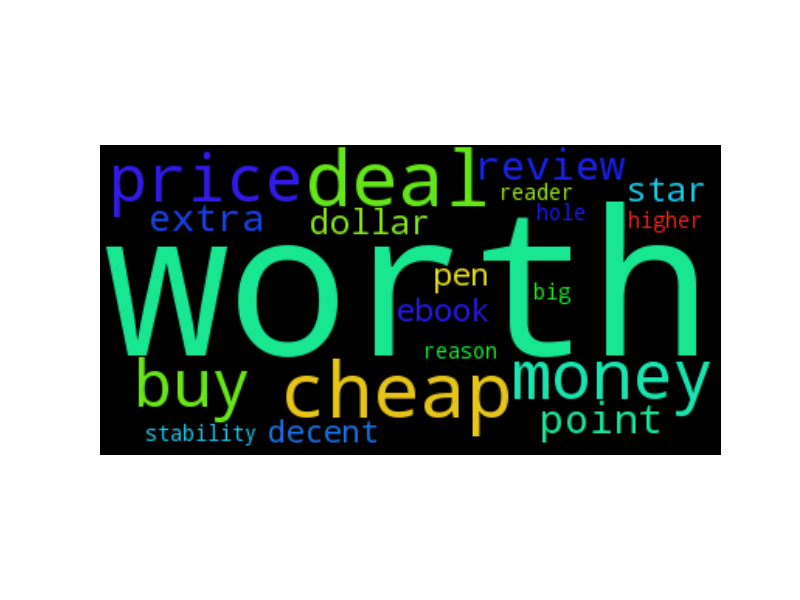 price deal review
reader star
extra dollar hole higher
worth
pen
big
ebook
reason
buy cheap money
point
stability decent